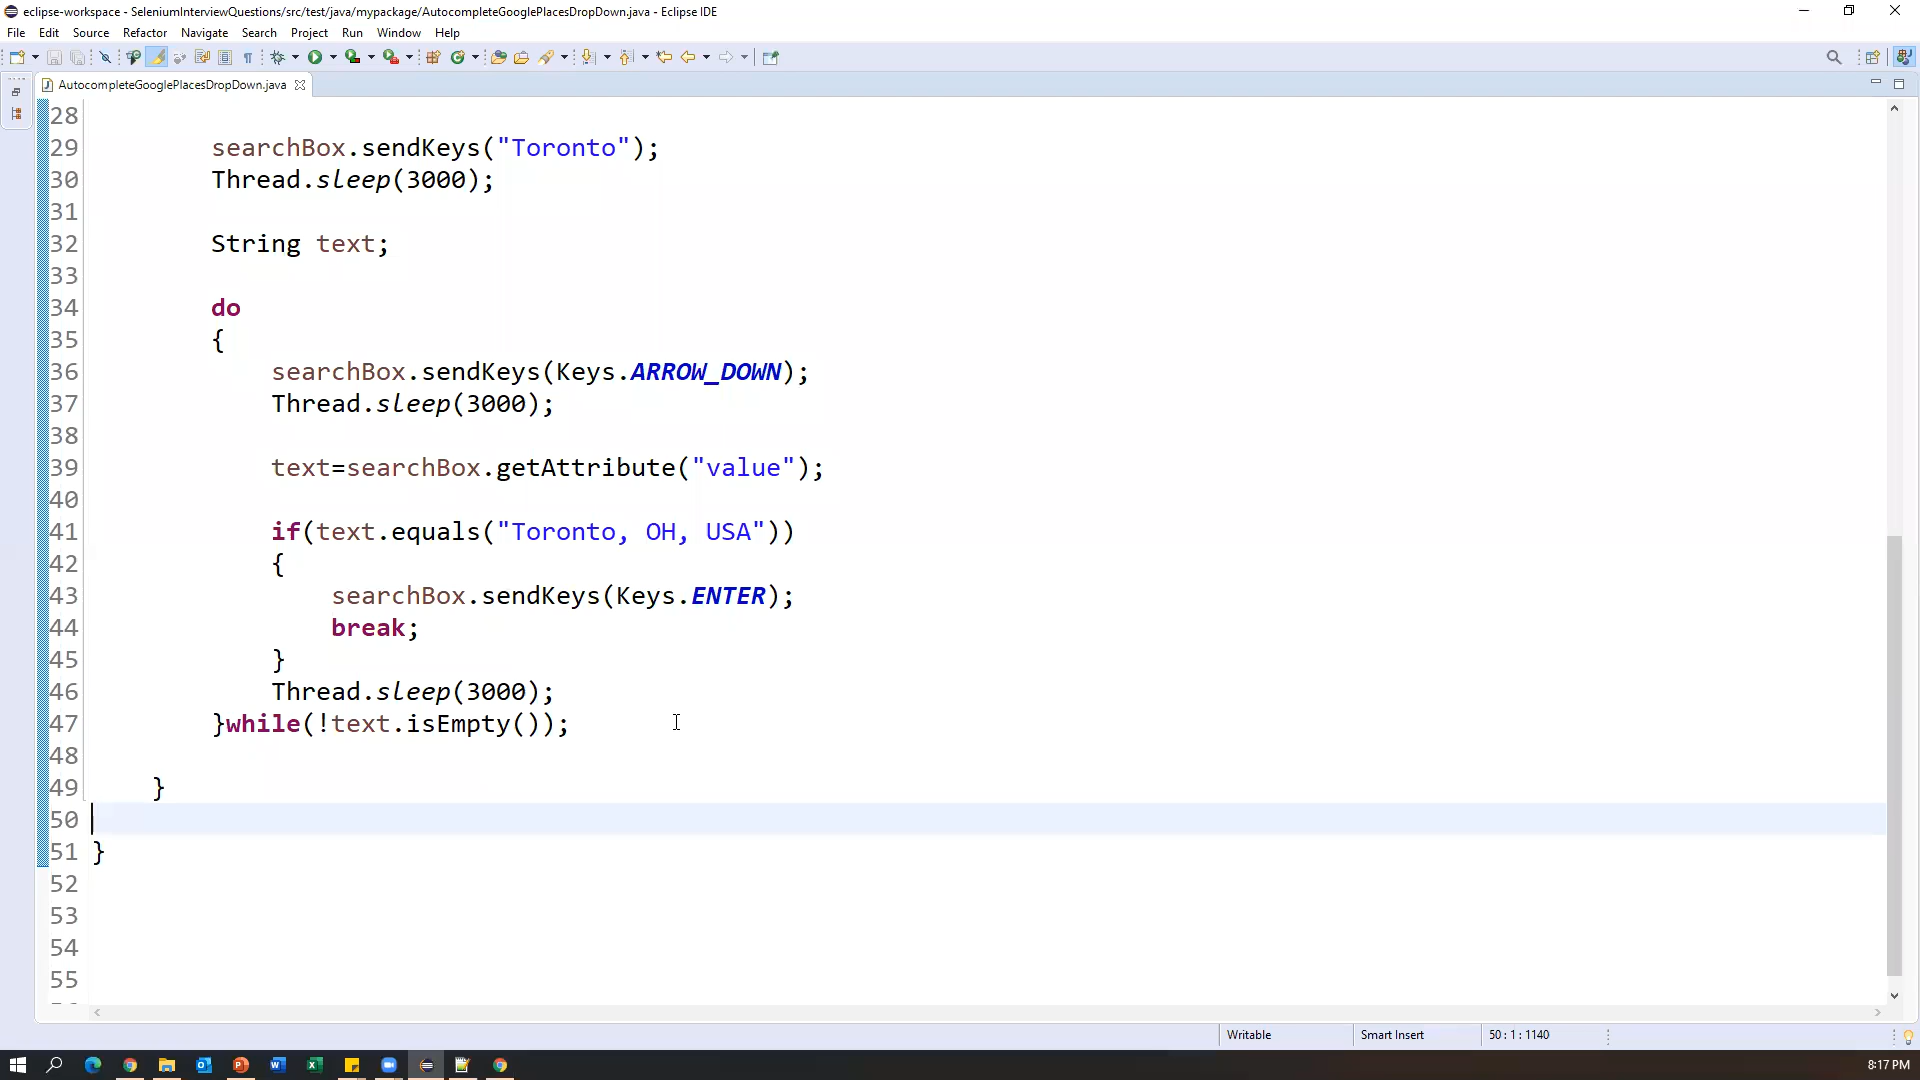 eclipse-workspace - SeleniumInterviewQuestions/src/test/java/mypackage/AutocompleteGooglePlacesDropDown.java - Eclipse IDE
File Edit Source Refactor Navigate Search Project Run Window Help
AutocompleteGooglePlacesDropDown.java
28
29 searchBox.sendKeys("Toronto");
30 Thread.sleep(3000);
31
32 String text;
33
34 do
35 {
36 searchBox.sendKeys(Keys.ARROW_DOWN);
37 Thread.sleep(3000);
38
39 text=searchBox.getAttribute("value");
40
41 if(text.equals("Toronto, OH, USA"))
42 {
43 searchBox.sendKeys(Keys.ENTER);
44 break;
45 }
46 Thread.sleep(3000);
47 }while(!text.isEmpty());
48
49 }
50
51 }
52
53
54
55
Writable Smart Insert 50 : 1 : 1140
8:17 PM